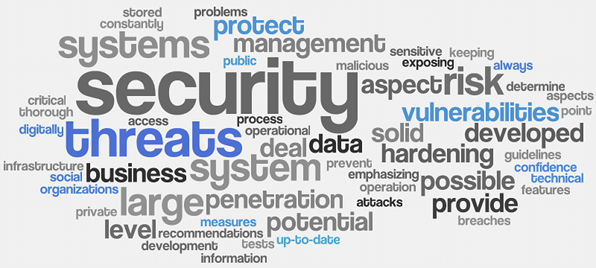 stored
problems
constantly
protect
systems
management
sensitive
keeping
public
malicious
exposing
always
security
aspect
risk
determine
aspects
critical
thorough
vulnerabilities
point
access
process
digitally
threats
operational
deal
data
solid
developed
hardening
guidelines
infrastructure
business
system
prevent
emphasizing
confidence
social
technical
organizations
operation
possible
features
private
large
penetration
attacks
provide
breaches
level
measures
potential
recommendations
development
tests
up-to-date
information